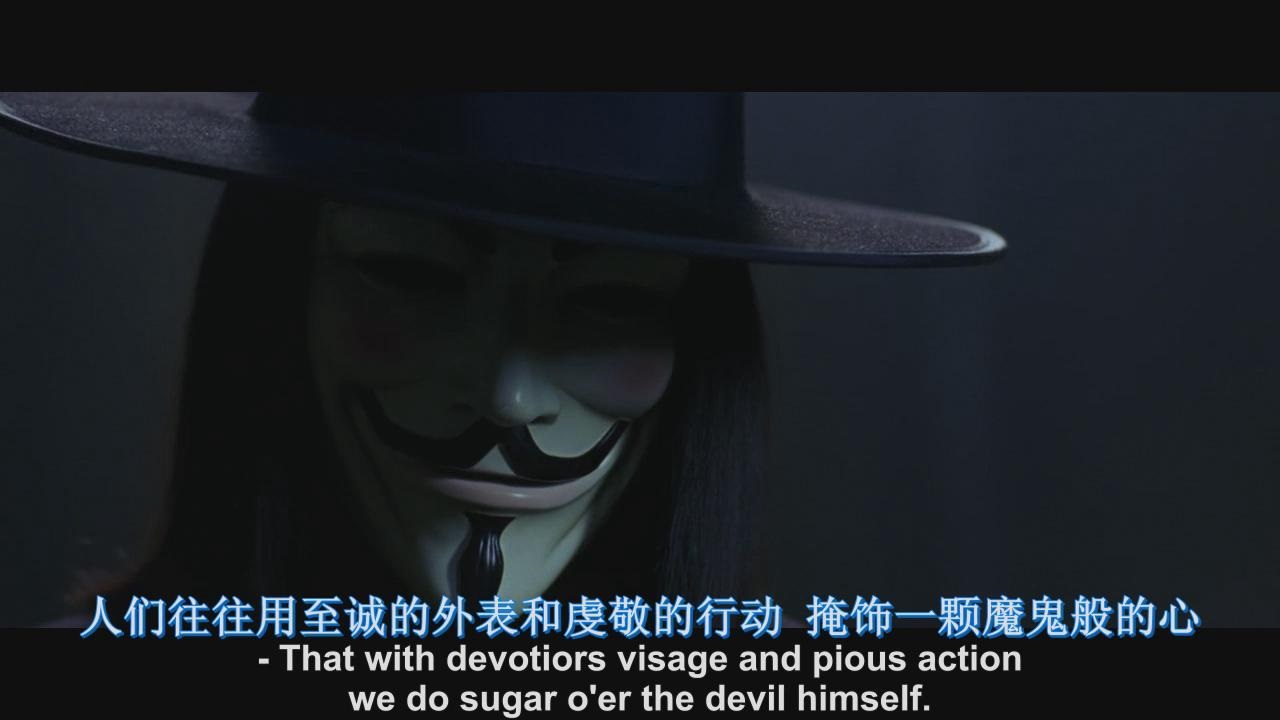 人们往往用至诚的外表和虔敬的行动 掩饰一颗魔鬼般的心
- That with devotiors visage and pious action
we do sugar o'er the devil himself.